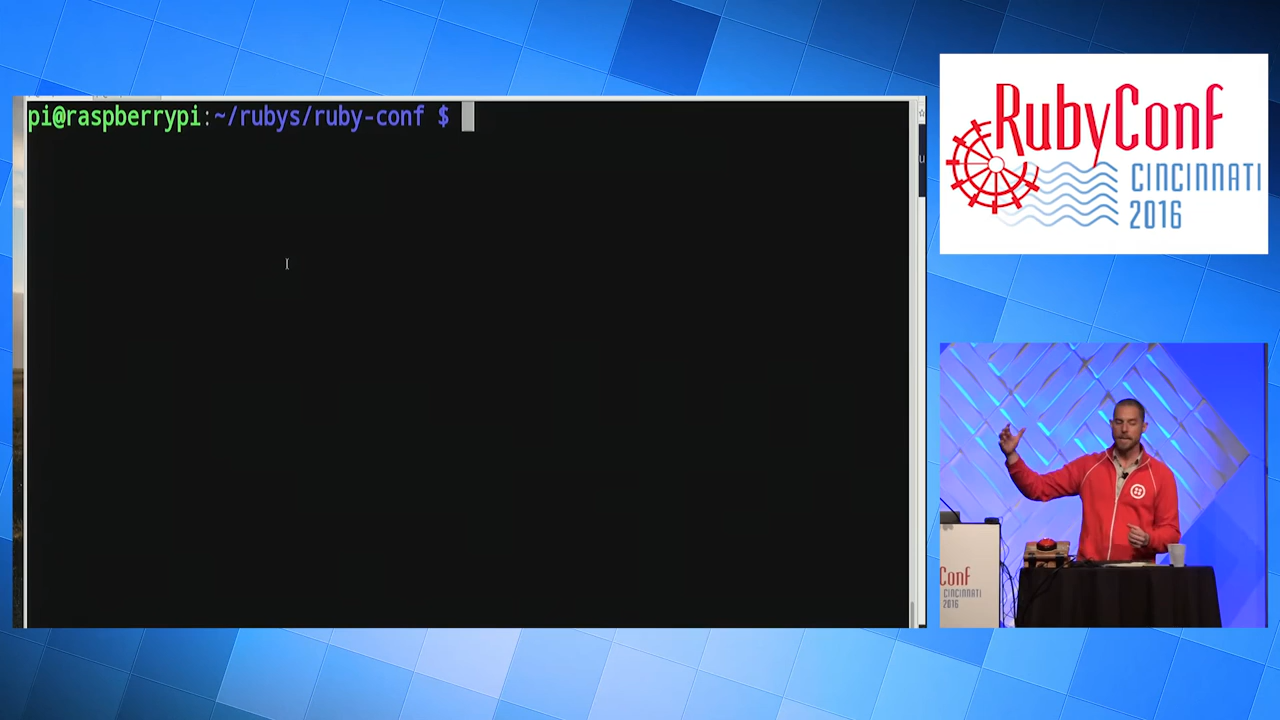 pi@raspberrypi:~/rubys/ruby-conf $
RubyConf
CINCINNATI
2016
Conf
CINCINNATI
2016